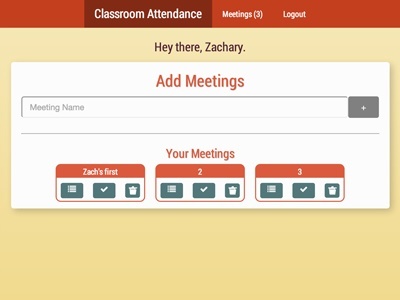 Classroom Attendance Meetings (3) Logout
Hey there, Zachary.
Add Meetings
Meeting Name +
Your Meetings
Zach's first 2 3